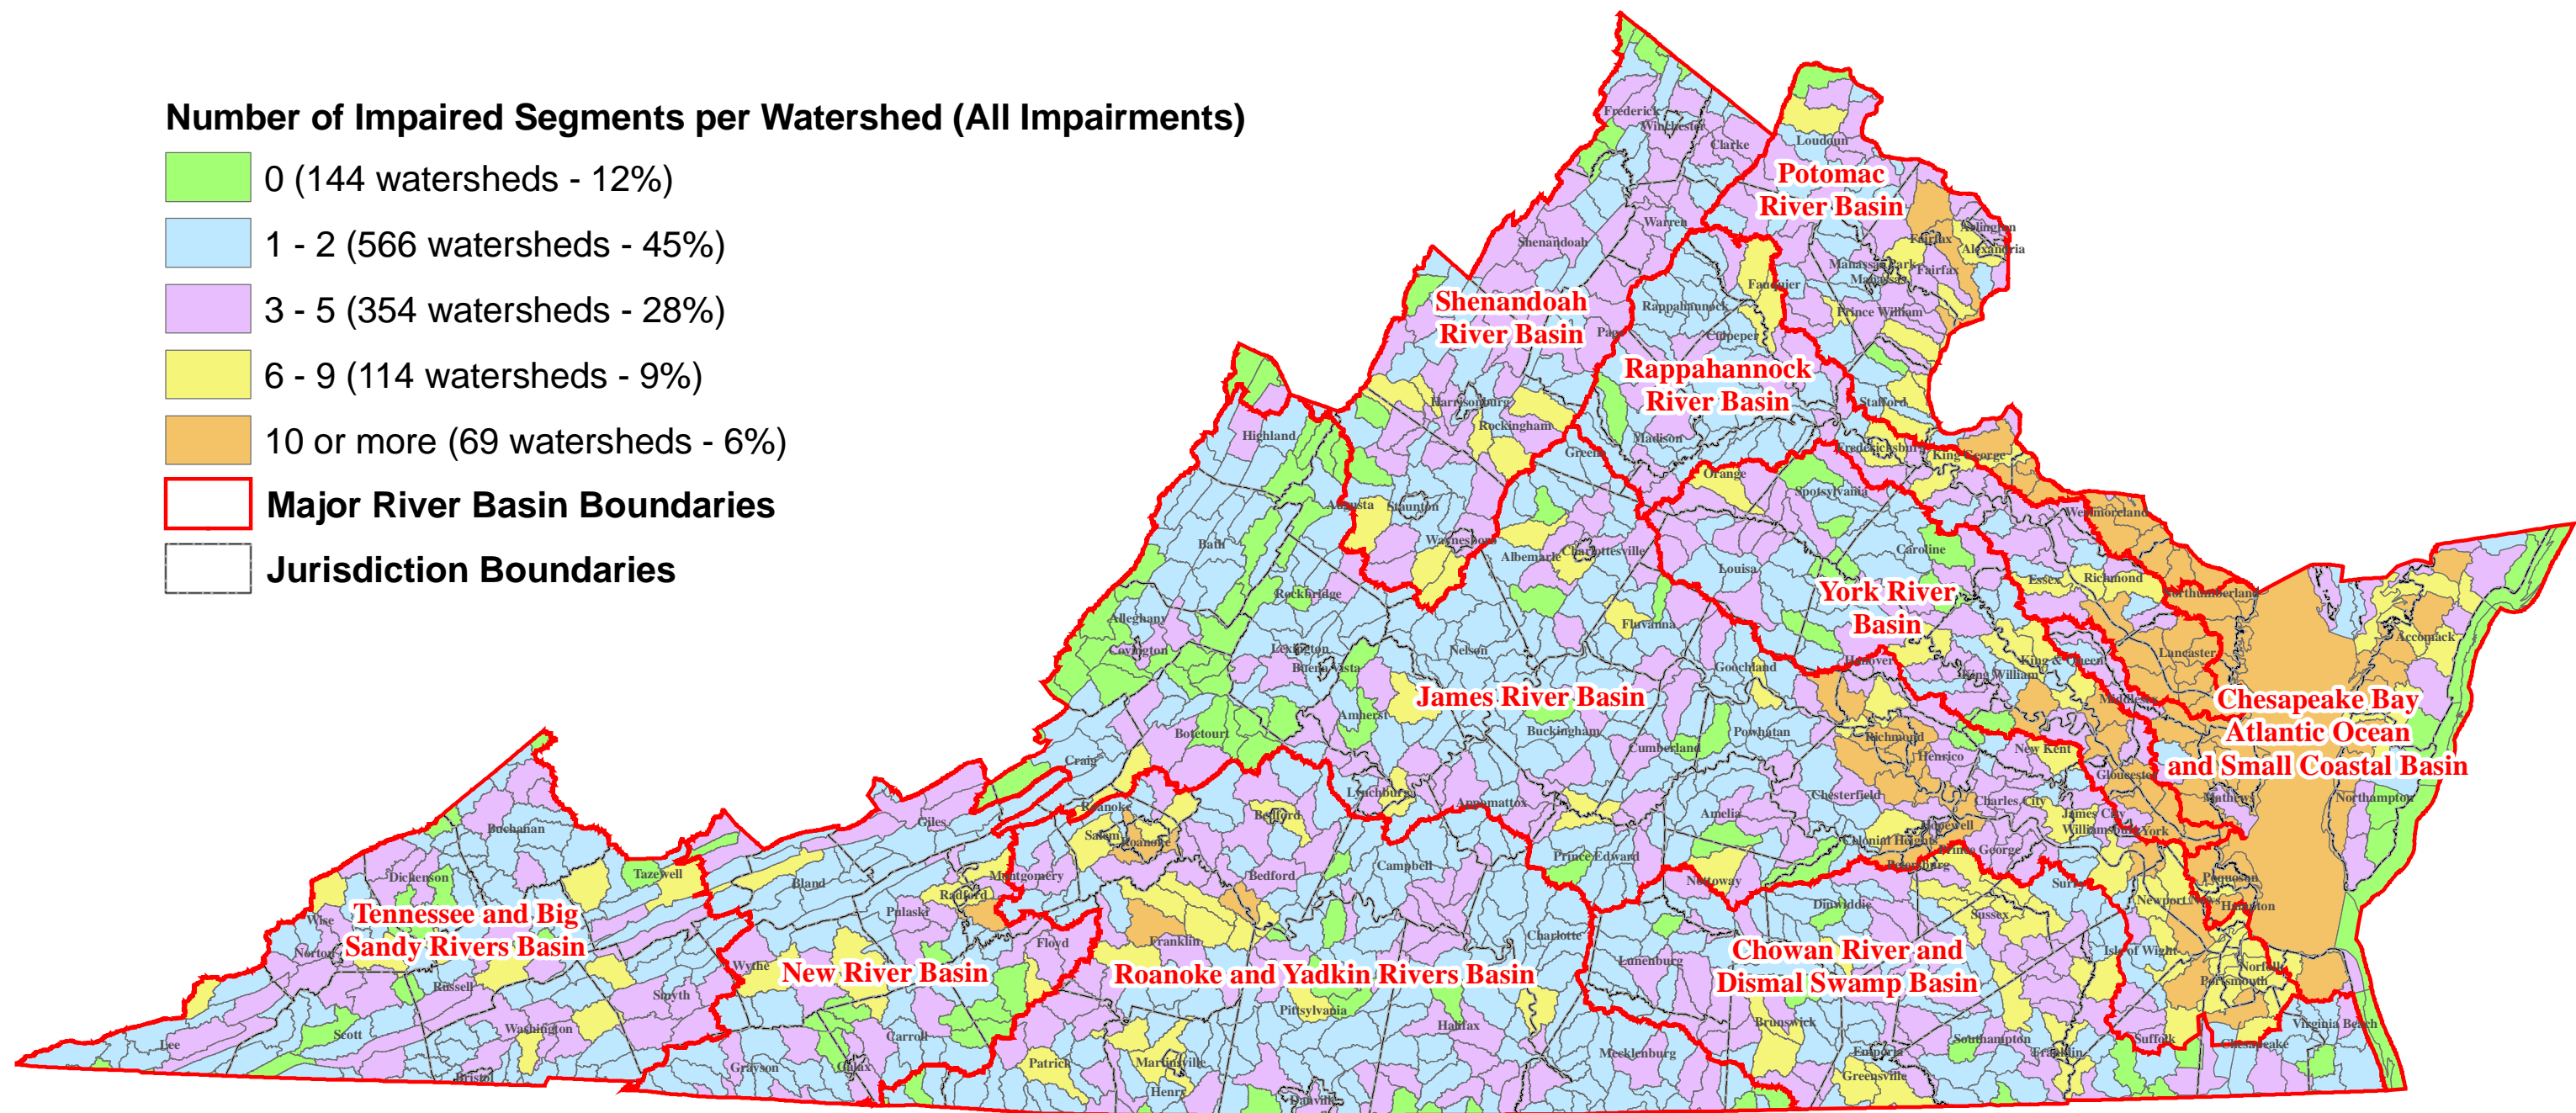 Number of Impaired Segments per Watershed (All Impairments)
0 (144 watersheds - 12%)
1 - 2 (566 watersheds - 45%)
3 - 5 (354 watersheds - 28%)
6 - 9 (114 watersheds - 9%)
10 or more (69 watersheds - 6%)
Major River Basin Boundaries
Jurisdiction Boundaries
Frederick
Winchester
Clarke
Loudoun
Potomac
River Basin
Warren
Shenandoah
Arlington
Fairfax
Alexandria
Manassas Park
Fairfax
Manassas
Fauquier
Prince William
Rappahannock
Shenandoah
River Basin
Page
Culpeper
Rappahannock
River Basin
Harrisonburg
Stafford
Rockingham
Highland
Madison
Greene
Fredericksburg
King George
Orange
Spotsylvania
Augusta
Staunton
Westmoreland
Waynesboro
Bath
Albemarle
Charlottesville
Caroline
Louisa
Essex
Richmond
Rockbridge
York River
Basin
Northumberland
Alleghany
Fluvanna
Accomack
Covington
Lexington
Buena Vista
Nelson
Goochland
Hanover
King & Queen
Lancaster
King William
James River Basin
Middlesex
Chesapeake Bay
Atlantic Ocean
and Small Coastal Basin
Amherst
Botetourt
Buckingham
Powhatan
Richmond
Cumberland
New Kent
Henrico
Craig
Gloucester
Lynchburg
Appomattox
Chesterfield
Charles City
Mathews
Northampton
Roanoke
Bedford
Amelia
James City
Giles
Buchanan
Salem
Roanoke
Hopewell
Williamsburg
York
Colonial Heights
Prince George
Prince Edward
Petersburg
Campbell
Tazewell
Dickenson
Bland
Montgomery
Bedford
Nottoway
Surry
Poquoson
Radford
Pulaski
Newport News
Hampton
Dinwiddie
Sussex
Wise
Tennessee and Big
Sandy Rivers Basin
Norton
Floyd
Franklin
Charlotte
Chowan River and
Dismal Swamp Basin
Isle of Wight
Wythe
New River Basin
Roanoke and Yadkin Rivers Basin
Lunenburg
Norfolk
Portsmouth
Russell
Smyth
Pittsylvania
Halifax
Brunswick
Virginia Beach
Washington
Scott
Carroll
Lee
Southampton
Suffolk
Chesapeake
Mecklenburg
Emporia
Franklin
Patrick
Martinsville
Grayson
Galax
Greensville
Bristol
Henry
Danville